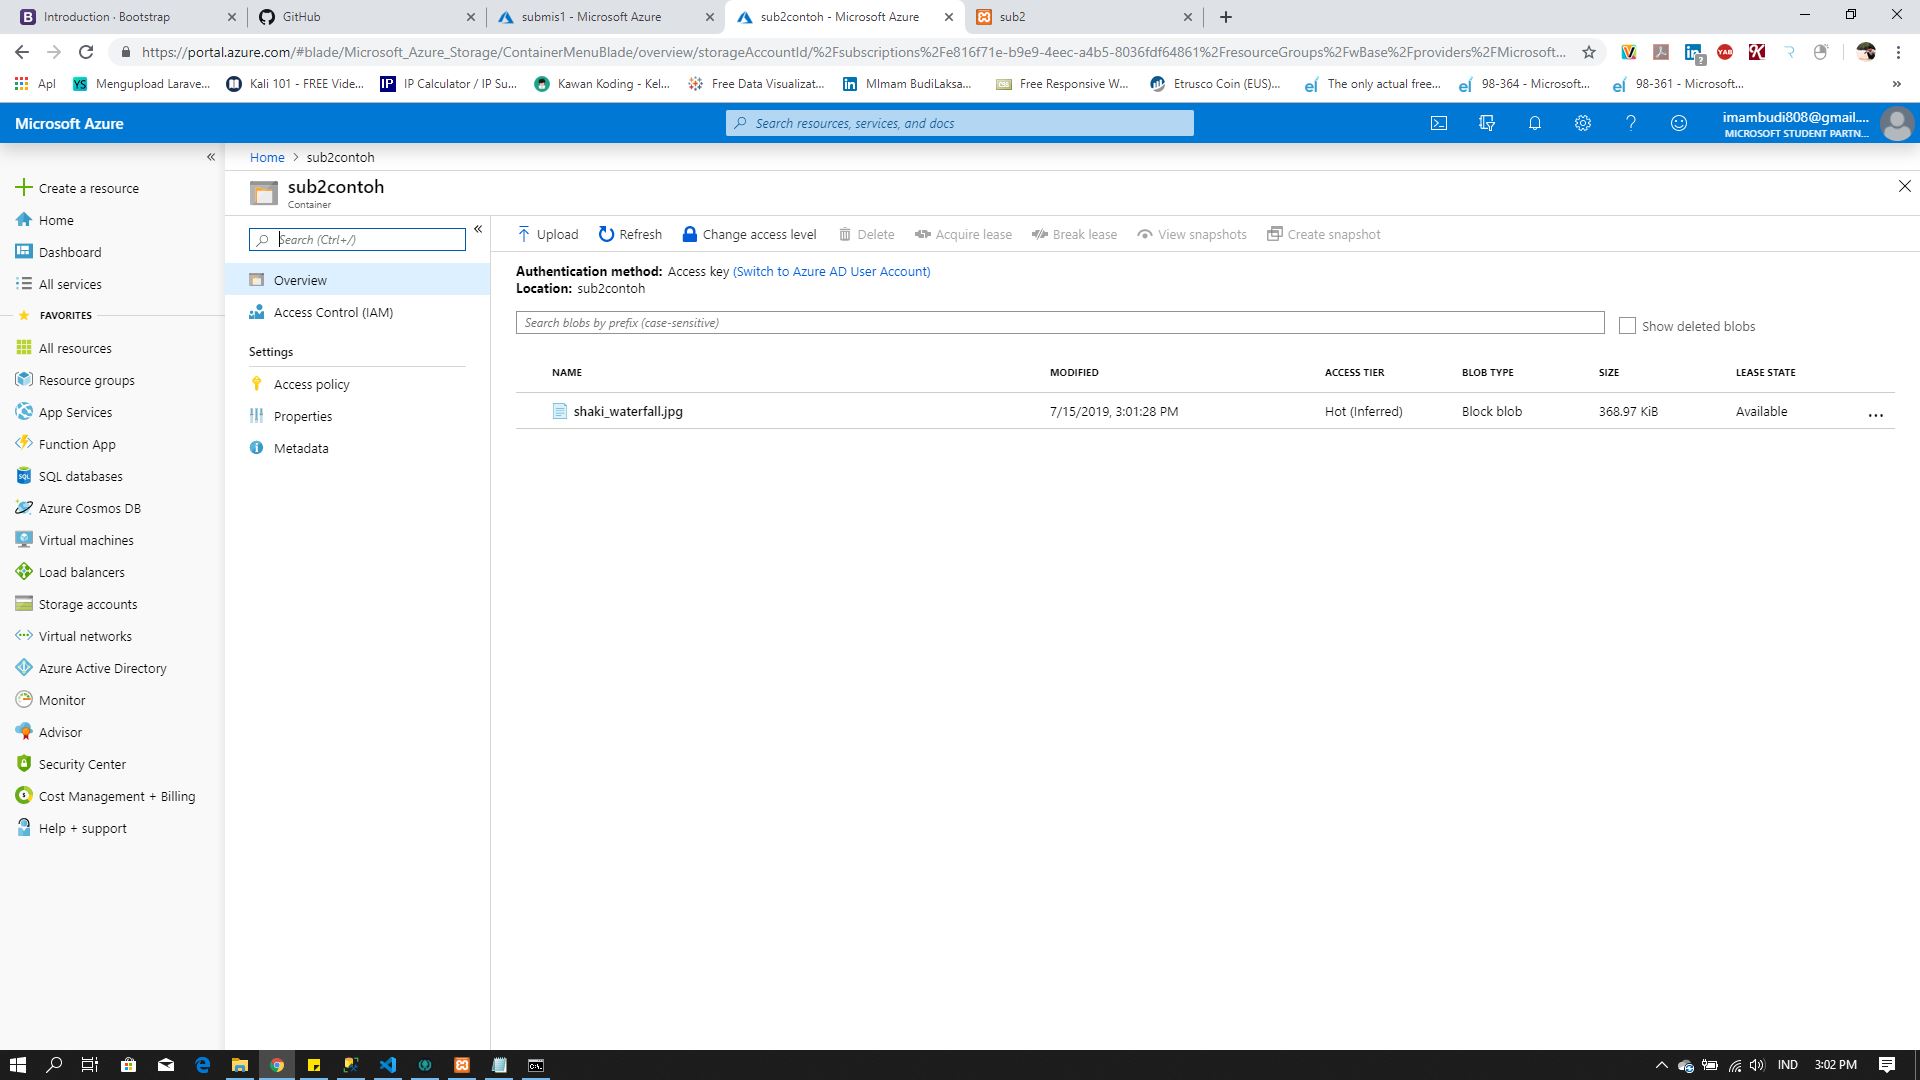 Introduction · Bootstrap
GitHub
submis1 - Microsoft Azure
sub2contoh - Microsoft Azure
sub2
https://portal.azure.com/#blade/Microsoft_Azure_Storage/ContainerMenuBlade/overview/storageAccountId/%2Fsubscriptions%2Fe816f71e-b9e9-4eec-a4b5-8036fdf64861%2FresourceGroups%2FwBase%2Fproviders%2FMicrosoft...
Apl
Mengupload Larave...
Kali 101 - FREE Vide...
IP Calculator / IP Su...
Kawan Koding - Kel...
Free Data Visualizat...
MImam BudiLaksa...
Free Responsive W...
Etrusco Coin (EUS)...
The only actual free...
98-364 - Microsoft...
98-361 - Microsoft...
»
Microsoft Azure
Search resources, services, and docs
imambudi808@gmail....
MICROSOFT STUDENT PARTN...
Home > sub2contoh
sub2contoh
Container
Create a resource
Home
Dashboard
All services
FAVORITES
All resources
Resource groups
App Services
Function App
SQL databases
Azure Cosmos DB
Virtual machines
Load balancers
Storage accounts
Virtual networks
Azure Active Directory
Monitor
Advisor
Security Center
Cost Management + Billing
Help + support
Search (Ctrl+/)
Overview
Access Control (IAM)
Settings
Access policy
Properties
Metadata
Upload Refresh Change access level Delete Acquire lease Break lease View snapshots Create snapshot
Authentication method: Access key (Switch to Azure AD User Account)
Location: sub2contoh
Search blobs by prefix (case-sensitive)
Show deleted blobs
NAME MODIFIED ACCESS TIER BLOB TYPE SIZE LEASE STATE
shaki_waterfall.jpg 7/15/2019, 3:01:28 PM Hot (Inferred) Block blob 368.97 KiB Available ...
IND 3:02 PM